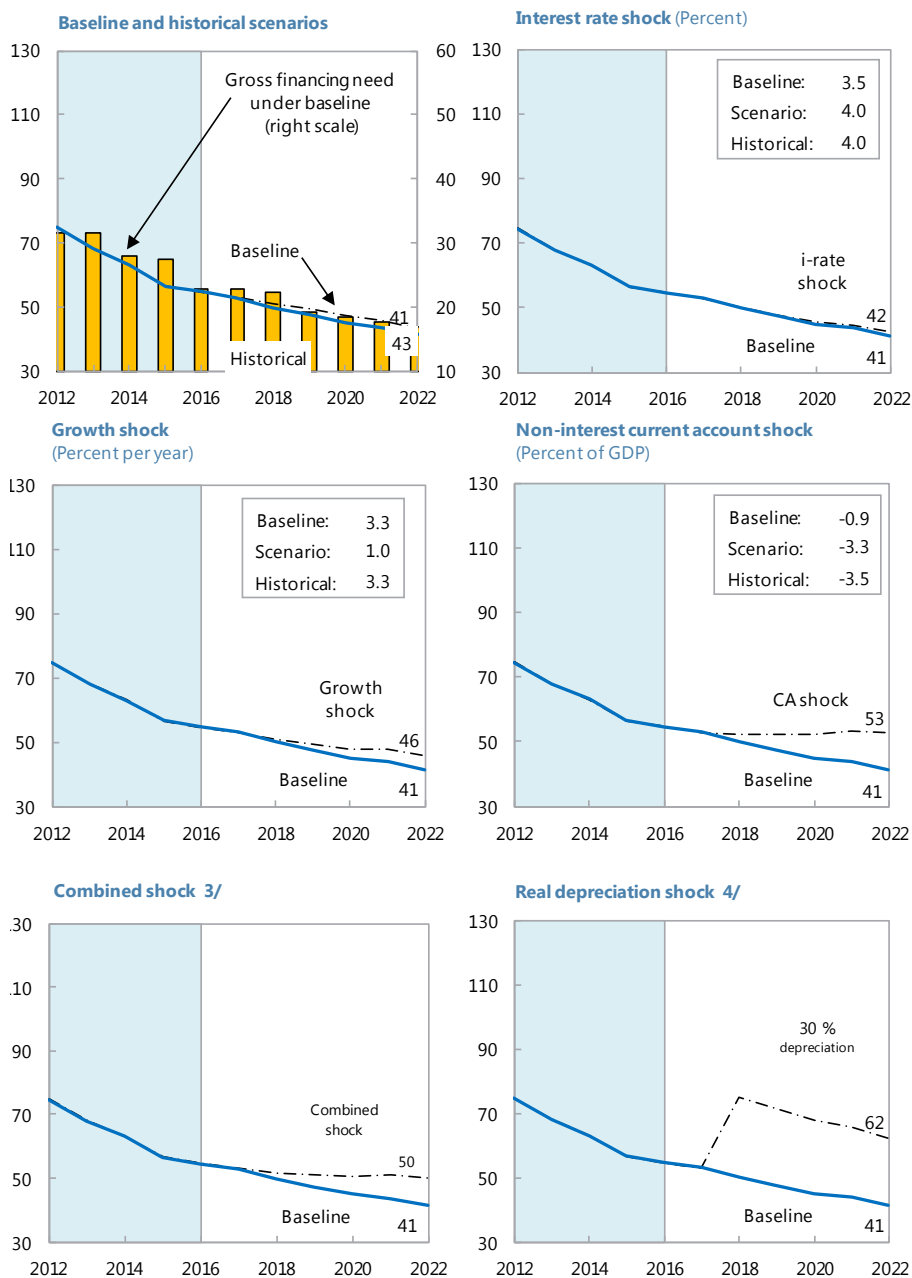 Baseline and historical scenarios
130
110
90
70
50
30
60
50
40
30
20
10
Gross financing need
under baseline
(right scale)
Baseline
41
43
Historical
2012 2014 2016 2018 2020 2022
Interest rate shock (Percent)
130
110
90
70
50
30
Baseline: 3.5
Scenario: 4.0
Historical: 4.0
i-rate
shock
42
Baseline
41
2012 2014 2016 2018 2020 2022
Growth shock
(Percent per year)
130
110
90
70
50
30
Baseline: 3.3
Scenario: 1.0
Historical: 3.3
Growth
shock
46
Baseline
41
2012 2014 2016 2018 2020 2022
Non-interest current account shock
(Percent of GDP)
130
110
90
70
50
30
Baseline: -0.9
Scenario: -3.3
Historical: -3.5
CA shock
53
Baseline
41
2012 2014 2016 2018 2020 2022
Combined shock 3/
130
110
90
70
50
30
Combined
shock
50
Baseline
41
2012 2014 2016 2018 2020 2022
Real depreciation shock 4/
130
110
90
70
50
30
30 %
depreciation
62
Baseline
41
2012 2014 2016 2018 2020 2022